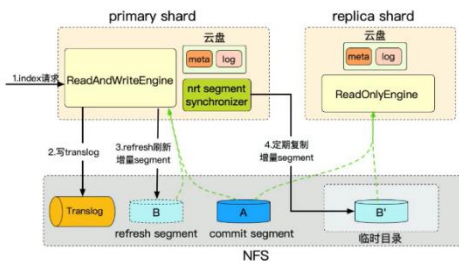 primary shard
replica shard
云盘
meta
log
云盘
meta
log
1.index请求
ReadAndWriteEngine
nrt segment
synchronizer
ReadOnlyEngine
2.写translog
3.refresh刷新
增量segment
4.定期复制
增量segment
Translog
B
A
B'
refresh segment
commit segment
临时目录
NFS